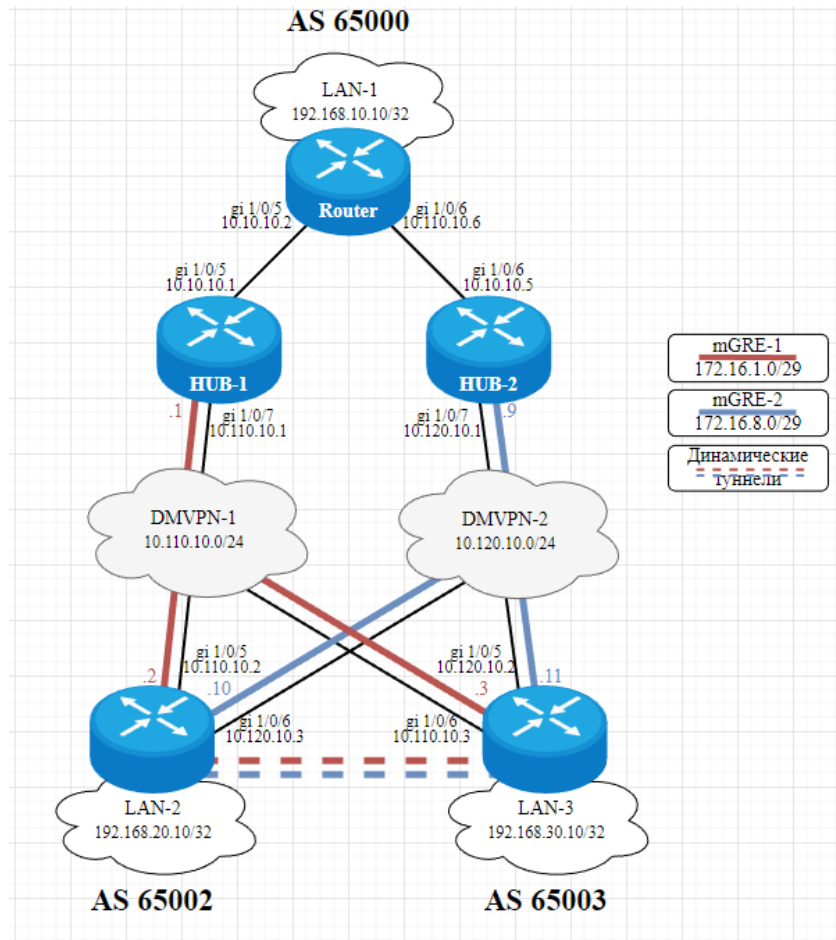 AS 65000
LAN-1
192.168.10.10/32
gi 1/0/5
10.10.10.2
Router
gi 1/0/6
10.110.10.6
gi 1/0/5
10.10.10.1
gi 1/0/6
10.10.10.5
HUB-1
HUB-2
mGRE-1
172.16.1.0/29
mGRE-2
172.16.8.0/29
Динамические
туннели
.1
gi 1/0/7
10.110.10.1
gi 1/0/7
10.120.10.1
.9
DMVPN-1
10.110.10.0/24
DMVPN-2
10.120.10.0/24
gi 1/0/5
10.110.10.2
.2
.10
gi 1/0/5
10.120.10.2
.3
.11
gi 1/0/6
10.120.10.3
gi 1/0/6
10.110.10.3
LAN-2
192.168.20.10/32
LAN-3
192.168.30.10/32
AS 65002
AS 65003